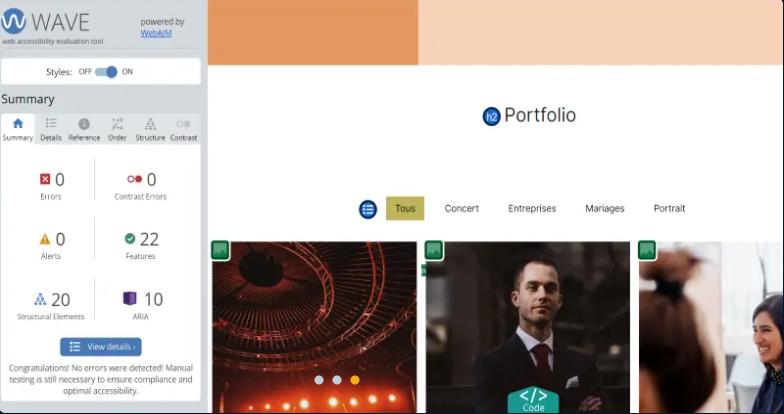 WAVE
web accessibility evaluation tool
powered by
WebAIM
Styles: OFF ON
Summary
Summary Details Reference Order Structure Contrast
0
Errors
0
Contrast Errors
0
Alerts
22
Features
20
Structural Elements
10
ARIA
View details ›
Congratulations! No errors were detected! Manual
testing is still necessary to ensure compliance and
optimal accessibility.
h2 Portfolio
Tous Concert Entreprises Mariages Portrait
</>
Code